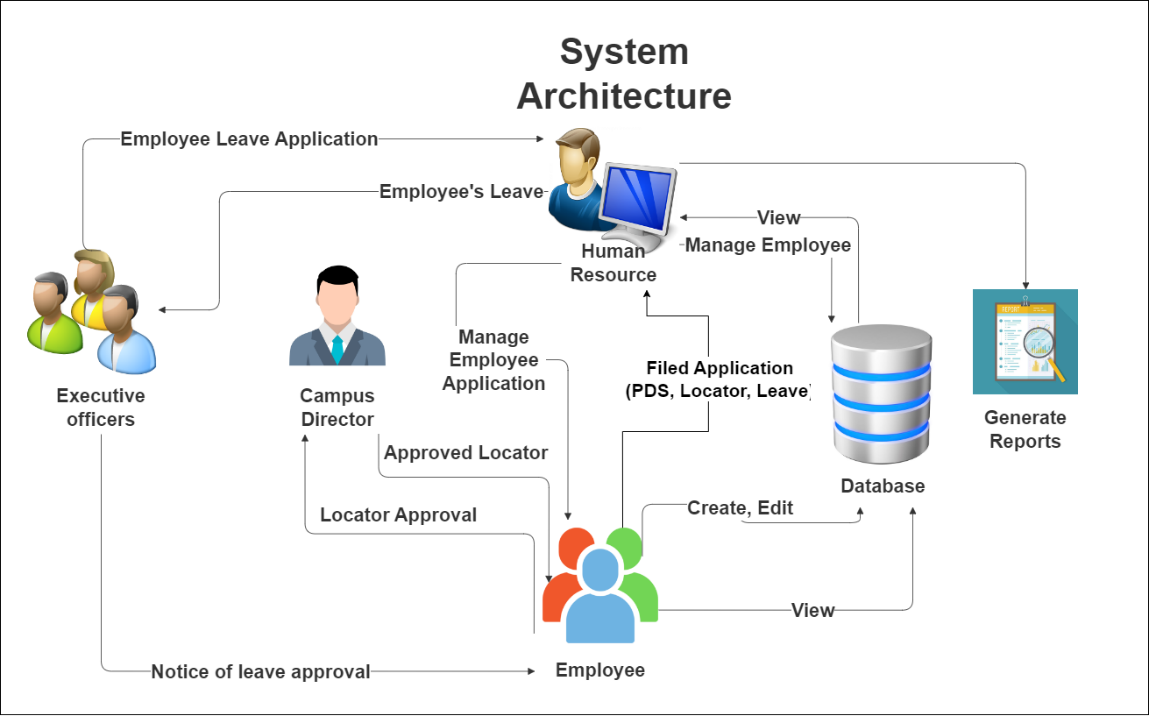 System
Architecture
Employee Leave Application
Employee's Leave
View
Manage Employee
Human
Resource
REPORT
Manage
Employee
Application
Filed Application
(PDS, Locator, Leave)
Executive
officers
Campus
Director
Generate
Reports
Approved Locator
Database
Create, Edit
Locator Approval
View
Employee
Notice of leave approval